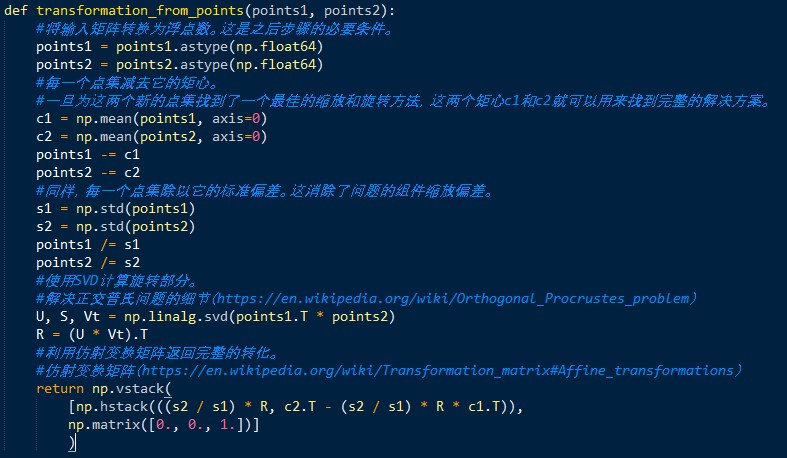 def transformation_from_points(points1, points2):
#将输入矩阵转换为浮点数。这是之后步骤的必要条件。
points1 = points1.astype(np.float64)
points2 = points2.astype(np.float64)
#每一个点集减去它的矩心。
#一旦为这两个新的点集找到了一个最佳的缩放和旋转方法, 这两个矩心c1和c2就可以用来找到完整的解决方案。
c1 = np.mean(points1, axis=0)
c2 = np.mean(points2, axis=0)
points1 -= c1
points2 -= c2
#同样, 每一个点集除以它的标准偏差。这消除了问题的组件缩放偏差。
s1 = np.std(points1)
s2 = np.std(points2)
points1 /= s1
points2 /= s2
#使用SVD计算旋转部分。
#解决正交普氏问题的细节(https://en.wikipedia.org/wiki/Orthogonal_Procrustes_problem)
U, S, Vt = np.linalg.svd(points1.T * points2)
R = (U * Vt).T
#利用仿射变换矩阵返回完整的转化。
#仿射变换矩阵(https://en.wikipedia.org/wiki/Transformation_matrix#Affine_transformations)
return np.vstack(
[np.hstack(((s2 / s1) * R, c2.T - (s2 / s1) * R * c1.T)),
np.matrix([0., 0., 1.])]
)